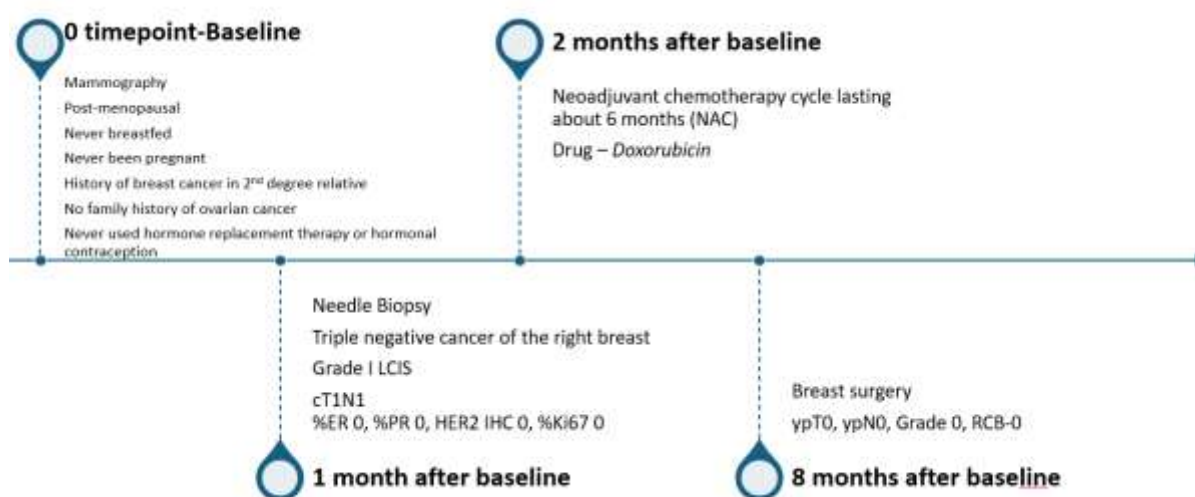 0 timepoint-Baseline
Mammography
Post-menopausal
Never breastfed
Never been pregnant
History of breast cancer in 2nd degree relative
No family history of ovarian cancer
Never used hormone replacement therapy or hormonal
contraception
Needle Biopsy
Triple negative cancer of the right breast
Grade I LCIS
cT1N1
%ER 0, %PR 0, HER2 IHC 0, %Ki67 0
1 month after baseline
2 months after baseline
Neoadjuvant chemotherapy cycle lasting
about 6 months (NAC)
Drug – Doxorubicin
Breast surgery
ypT0, ypN0, Grade 0, RCB-0
8 months after baseline